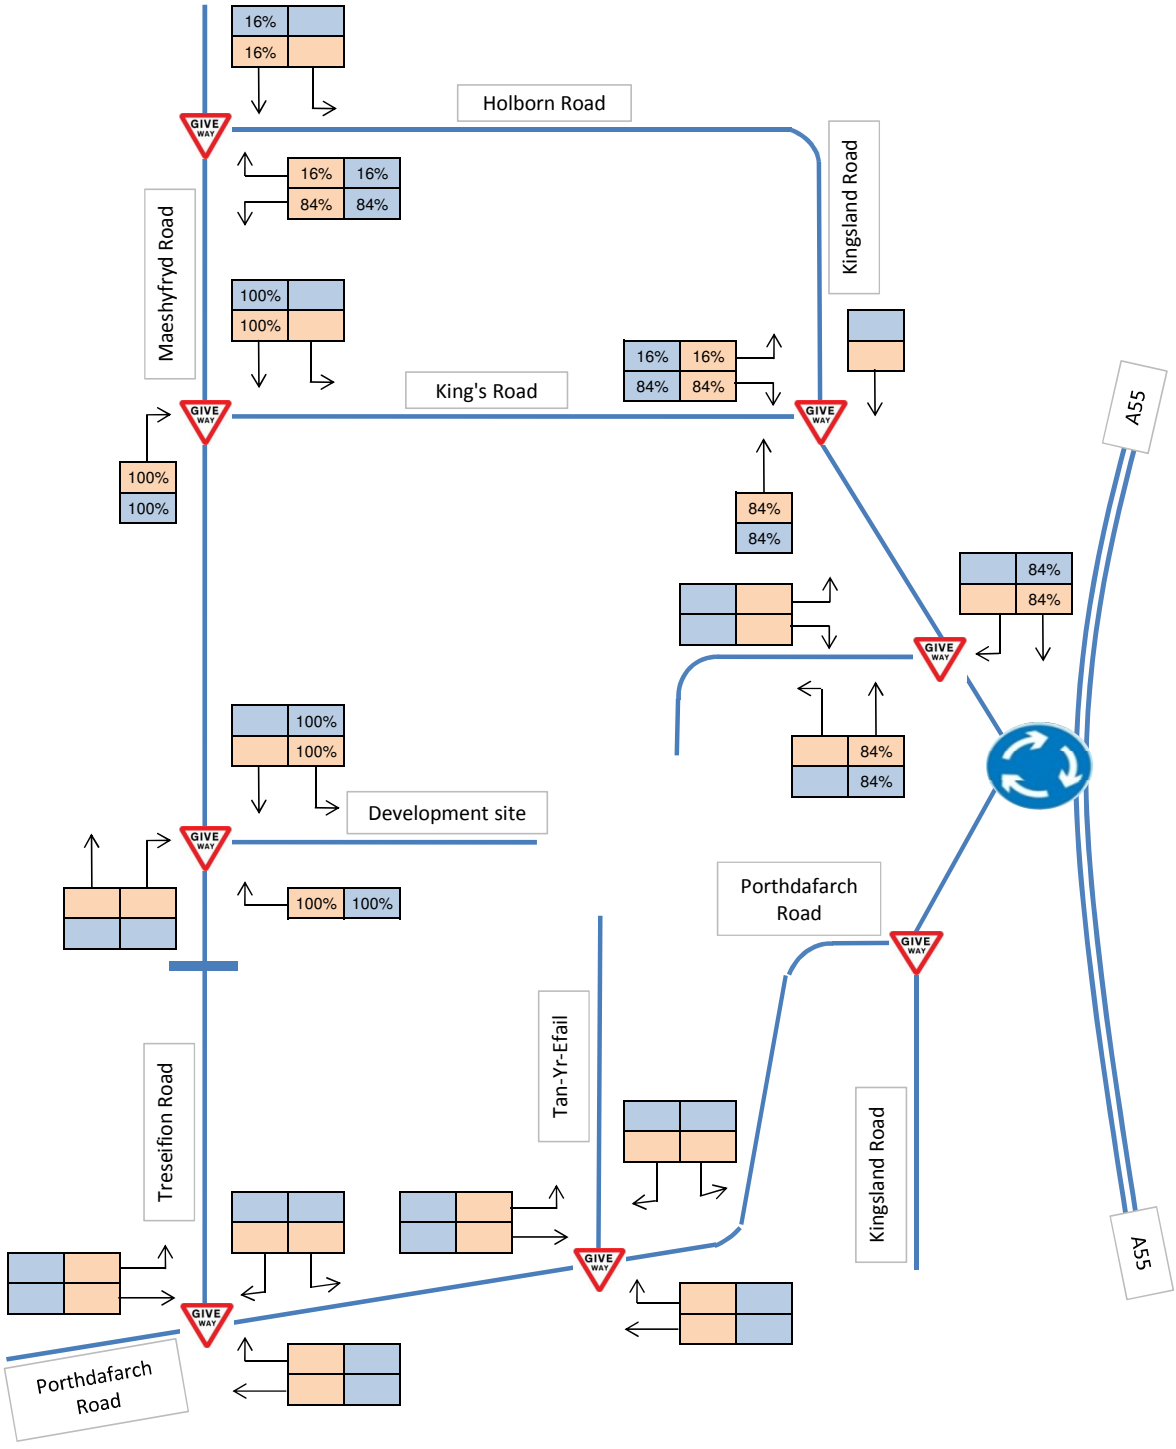 16%
16%
Holborn Road
GIVE
WAY
Kingsland Road
16% 16%
84% 84%
Maeshyfryd Road
100%
100%
16% 16%
84% 84%
King's Road
GIVE
WAY
GIVE
WAY
A55
100%
100%
84%
84%
84%
84%
GIVE
WAY
100%
100%
84%
84%
Development site
GIVE
WAY
100% 100%
Porthdafarch
Road
GIVE
WAY
Tan-Yr-Efail
Treseifion Road
Kingsland Road
A55
GIVE
WAY
GIVE
WAY
Porthdafarch
Road